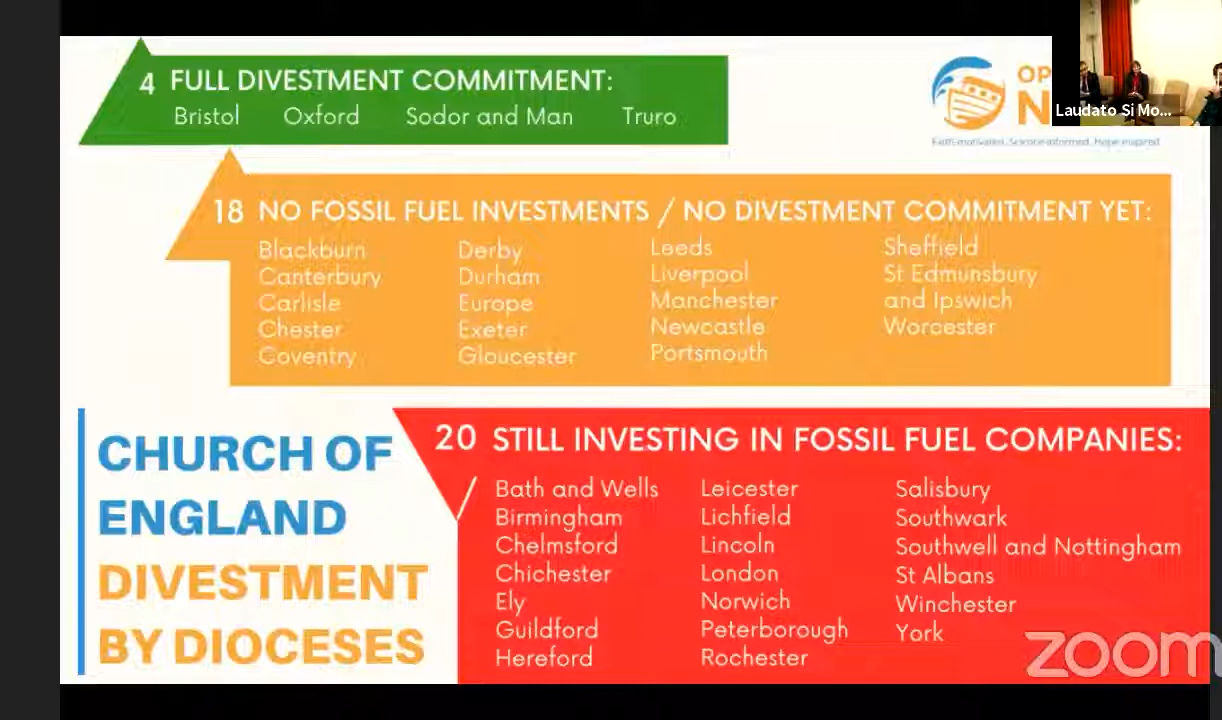 4 FULL DIVESTMENT COMMITMENT:
Bristol Oxford Sodor and Man Truro
OP
N
Laudato Si Mo...
Faith-motivated. Science-informed. Hope-inspired
18 NO FOSSIL FUEL INVESTMENTS / NO DIVESTMENT COMMITMENT YET:
Blackburn
Canterbury
Carlisle
Chester
Coventry
Derby
Durham
Europe
Exeter
Gloucester
Leeds
Liverpool
Manchester
Newcastle
Portsmouth
Sheffield
St Edmunsbury
and Ipswich
Worcester
CHURCH OF
ENGLAND
DIVESTMENT
BY DIOCESES
20 STILL INVESTING IN FOSSIL FUEL COMPANIES:
Bath and Wells
Birmingham
Chelmsford
Chichester
Ely
Guildford
Hereford
Leicester
Lichfield
Lincoln
London
Norwich
Peterborough
Rochester
Salisbury
Southwark
Southwell and Nottingham
St Albans
Winchester
York
zoom